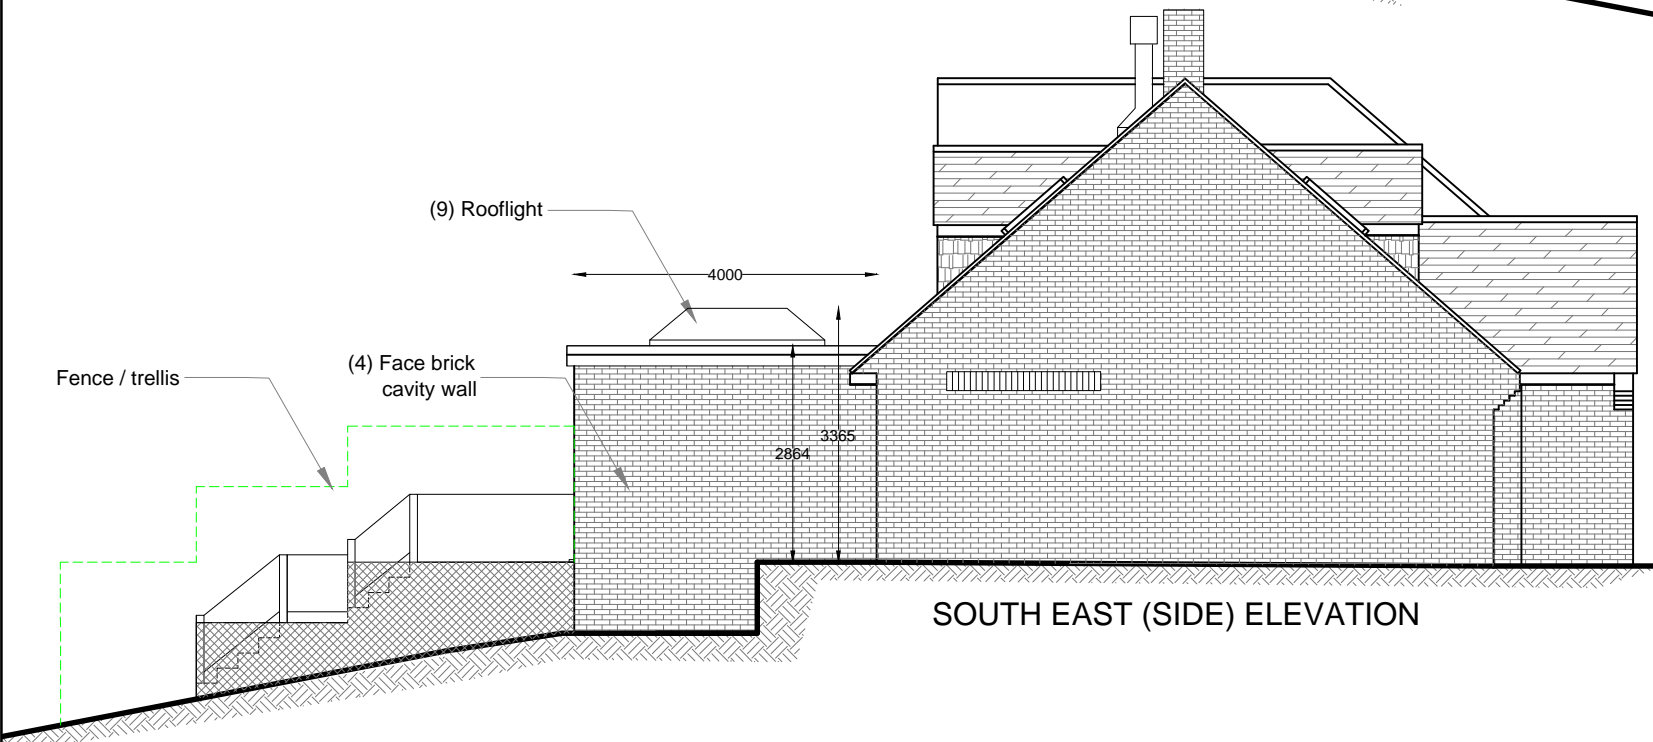 (9) Rooflight
4000
(4) Face brick
cavity wall
Fence / trellis
3365
2864
SOUTH EAST (SIDE) ELEVATION